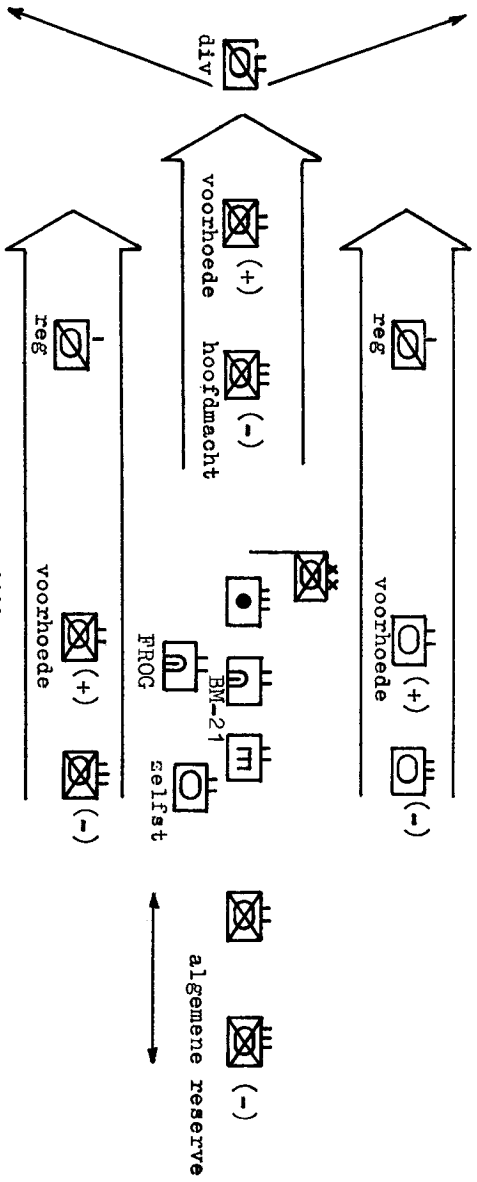 div
voorhoede
(+)
hoofdmacht
(-)
reg
voorhoede
(+)
(-)
reg
voorhoede
(+)
(-)
BM-21
FROG
E
zelfst
algemene reserve
(-)